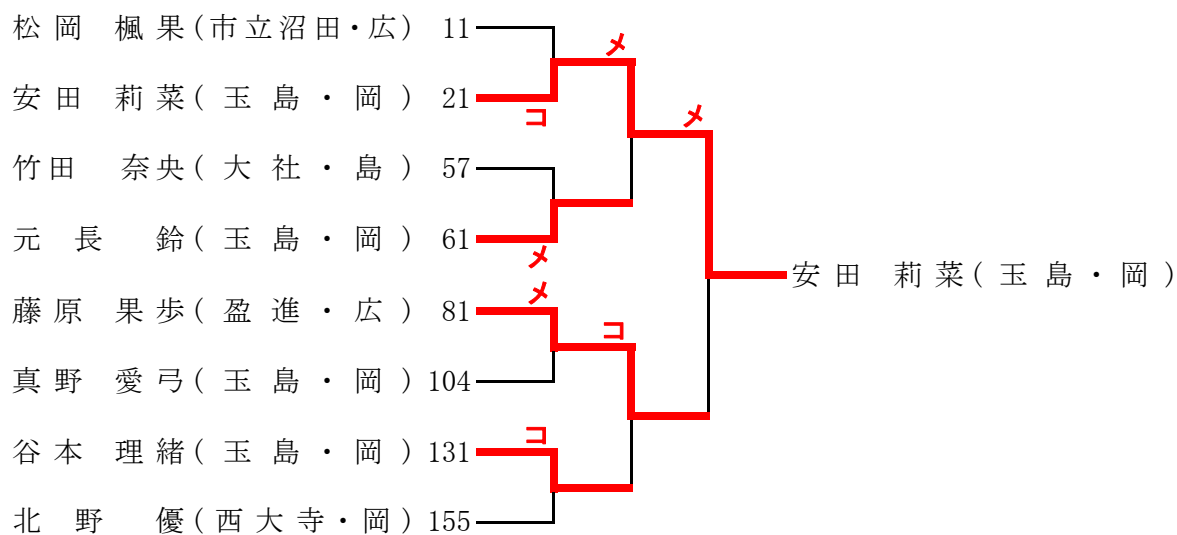 松岡 楓果(市立沼田・広) 11
メ
安田 莉菜(玉島・岡) 21
コ
メ
竹田 奈央(大社・島) 57
元長 鈴(玉島・岡) 61
メ
安田 莉菜(玉島・岡)
メ
藤原 果歩(盈進・広) 81
コ
真野 愛弓(玉島・岡) 104
コ
谷本 理緒(玉島・岡) 131
北野 優(西大寺・岡) 155